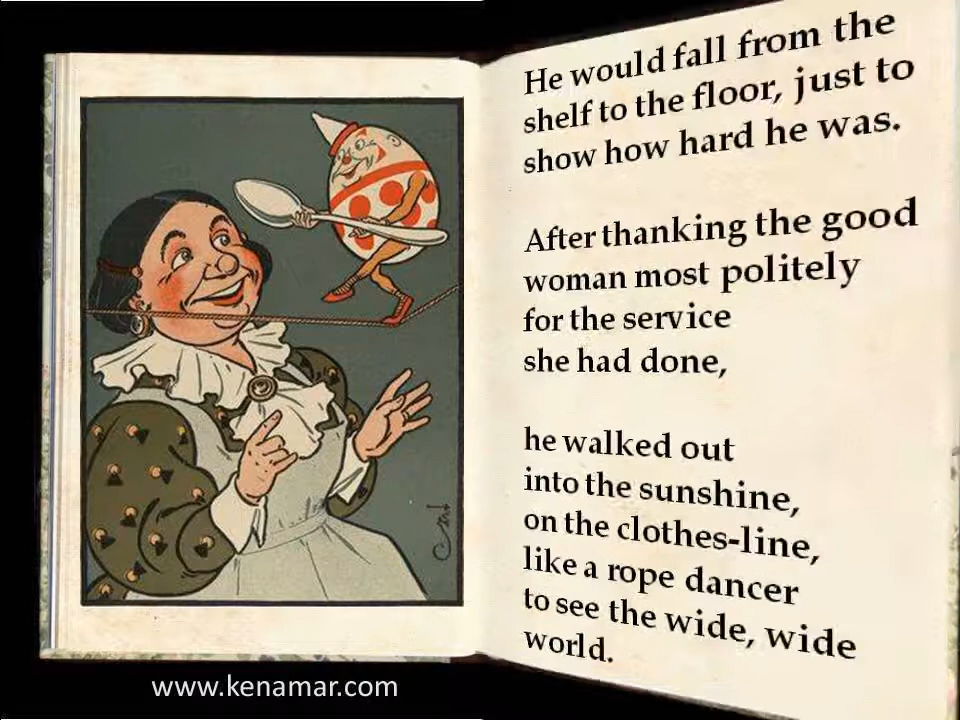 He would fall from the
shelf to the floor, just to
show how hard he was.
After thanking the good
woman most politely
for the service
she had done,
he walked out
into the sunshine,
on the clothes-line,
like a rope dancer
to see the wide, wide
world.
www.kenamar.com